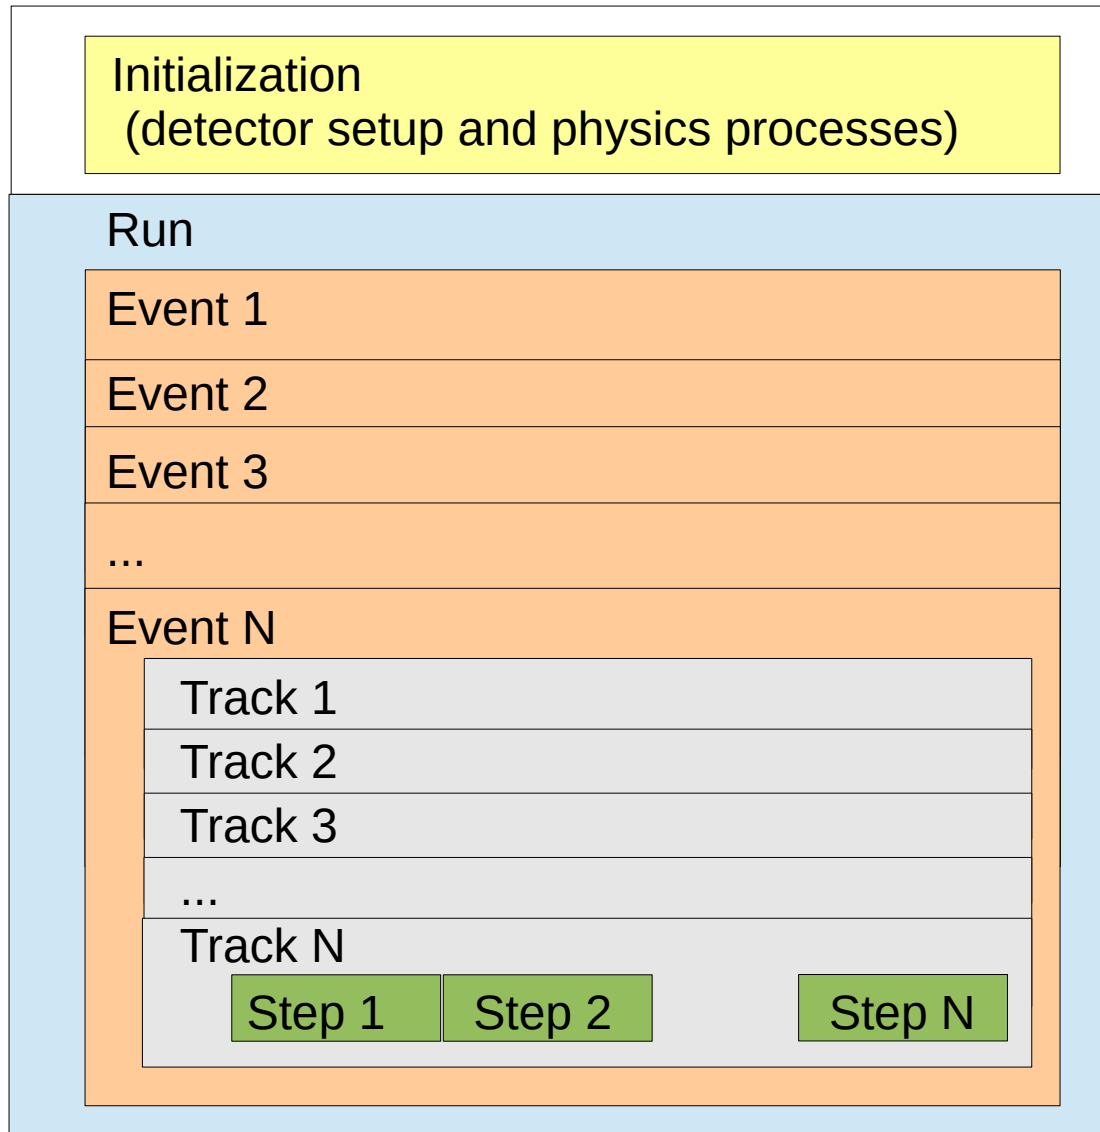 Initialization
(detector setup and physics processes)
Run
Event 1
Event 2
Event 3
...
Event N
Track 1
Track 2
Track 3
...
Track N
Step 1 Step 2 Step N